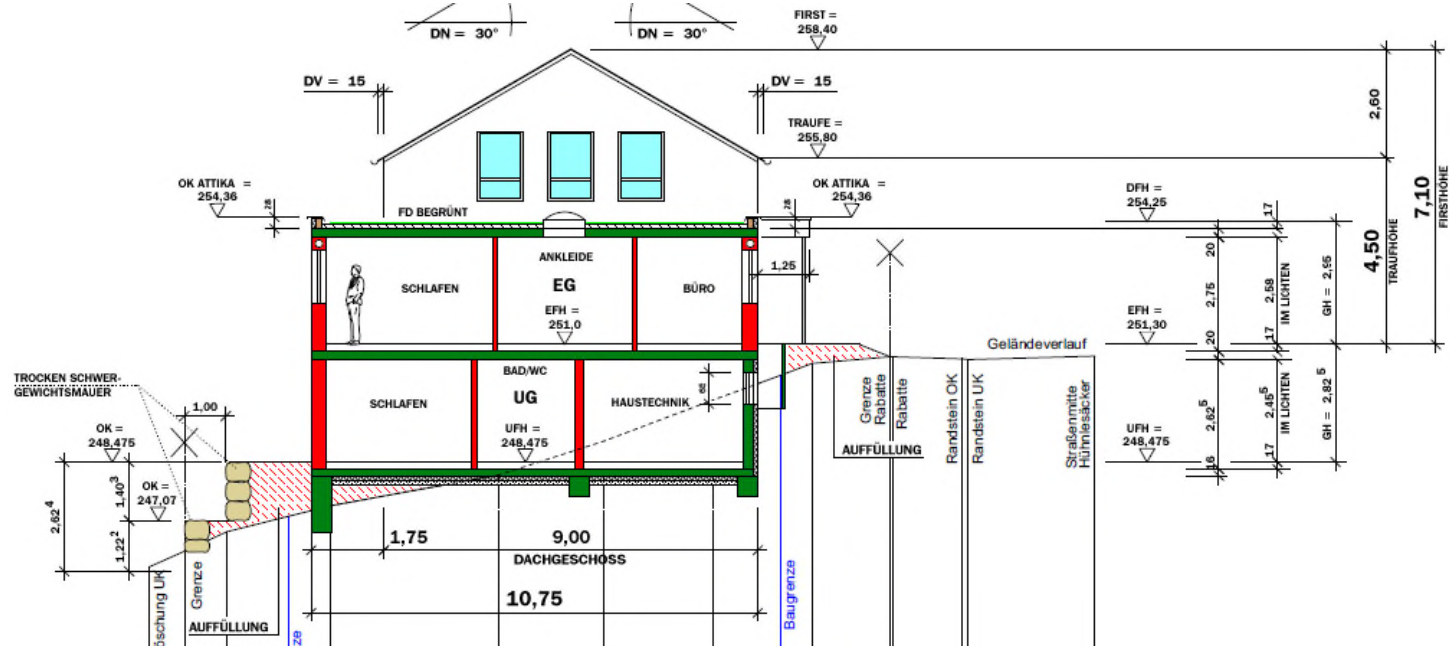 FIRST =
258,40
DN = 30°
DN = 30°
DV = 15
DV = 15
2,60
TRAUFE =
255,80
OK ATTIKA =
254,36
OK ATTIKA =
254,36
DFH =
254,25
7,10
FIRSTHÖHE
28
FD BEGRÜNT
28
17
4,50
TRAUFHÖHE
ANKLEIDE
1,25
20
SCHLAFEN
EG
BÜRO
2,75
2,58
IM LICHTEN
GH = 2,95
EFH =
251,0
EFH =
251,30
20
17
Geländeverlauf
TROCKEN SCHWER-
GEWICHTSMAUER
BAD/WC
SCHLAFEN
UG
HAUSTECHNIK
Grenze
Rabatte
Rabatte
Randstein OK
Randstein UK
Straßenmitte
Hühnlesäcker
1,00
2,62⁵
2,45⁵
IM LICHTEN
GH = 2,82⁵
OK =
248,475
UFH =
248,475
AUFFÜLLUNG
UFH =
248,475
17
16
OK =
247,07
1,40³
2,62⁴
1,22²
1,75
9,00
DACHGESCHOSS
10,75
Baugrenze
öschung UK
Grenze
AUFFÜLLUNG
ze